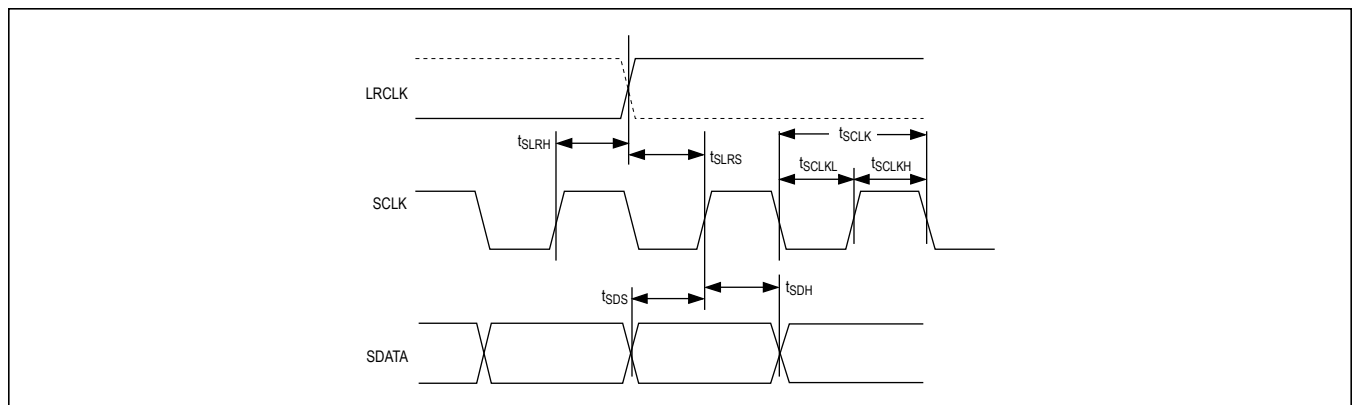 LRCLK
tSLRH
tSLRS
tSCLK
tSCLKL
tSCLKH
SCLK
tSDS
tSDH
SDATA